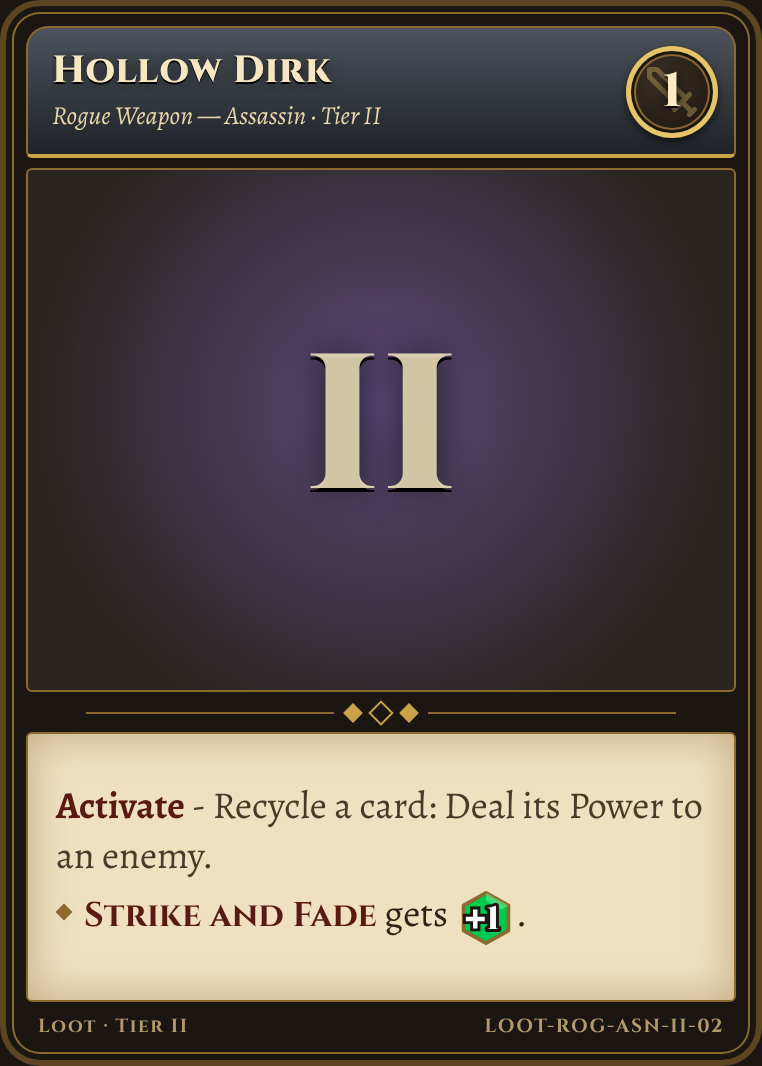 Hollow Dirk
Rogue Weapon — Assassin · Tier II
1
II
Activate - Recycle a card: Deal its Power to
an enemy.
Strike and Fade gets +1.
Loot · Tier II
LOOT-ROG-ASN-II-02